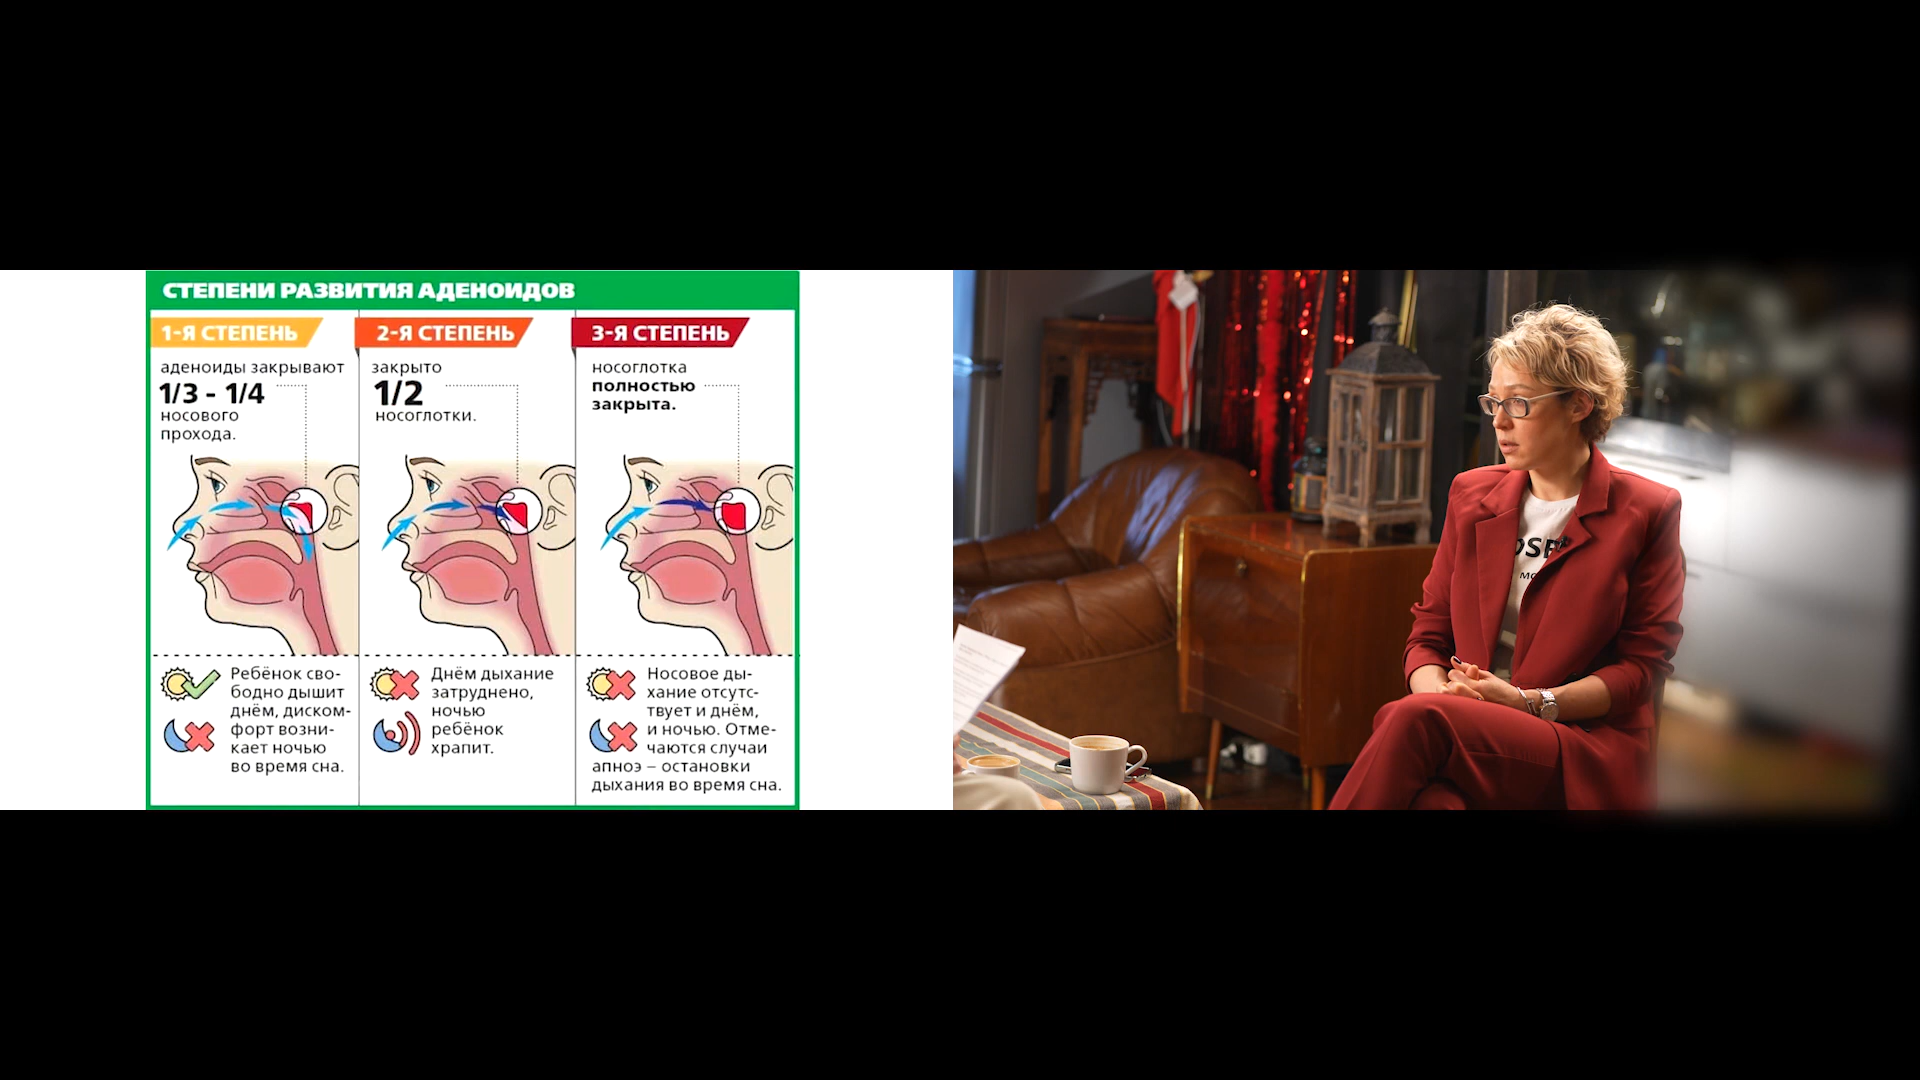 СТЕПЕНИ РАЗВИТИЯ АДЕНОИДОВ
1-Я СТЕПЕНЬ
аденоиды закрывают
1/3 - 1/4
носового
прохода.
Ребёнок сво-
бодно дышит
днём, диском-
форт возни-
кает ночью
во время сна.
2-Я СТЕПЕНЬ
закрыто
1/2
носоглотки.
Днём дыхание
затруднено,
ночью
ребёнок
храпит.
3-Я СТЕПЕНЬ
носоглотка
полностью
закрыта.
Носовое ды-
хание отсутс-
твует и днём,
и ночью. Отме-
чаются случаи
апноэ – остановки
дыхания во время сна.